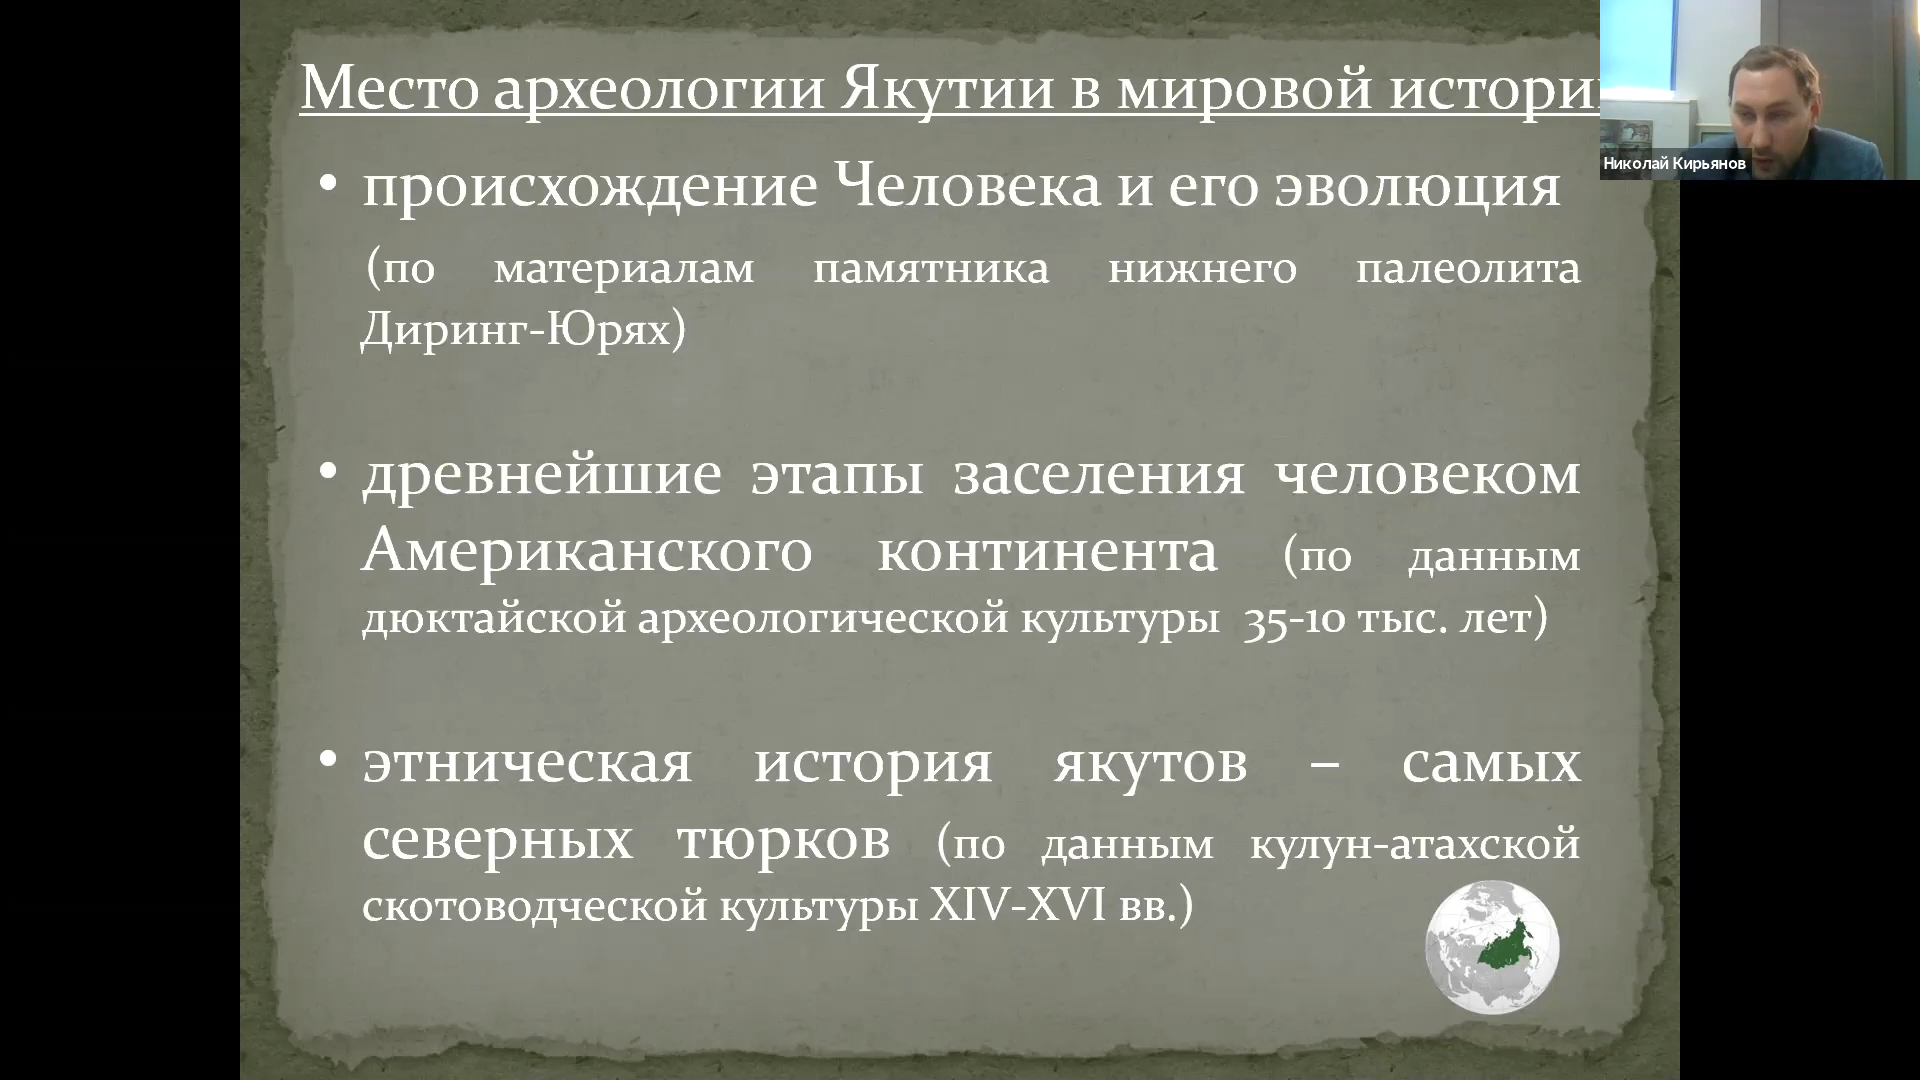 Место археологии Якутии в мировой истори
• происхождение Человека и его эволюция
(по материалам памятника нижнего палеолита
Диринг-Юрях)
• древнейшие этапы заселения человеком
Американского континента (по данным
дюктайской археологической культуры 35-10 тыс. лет)
• этническая история якутов – самых
северных тюрков (по данным кулун-атахской
скотоводческой культуры XIV-XVI вв.)
Николай Кирьянов